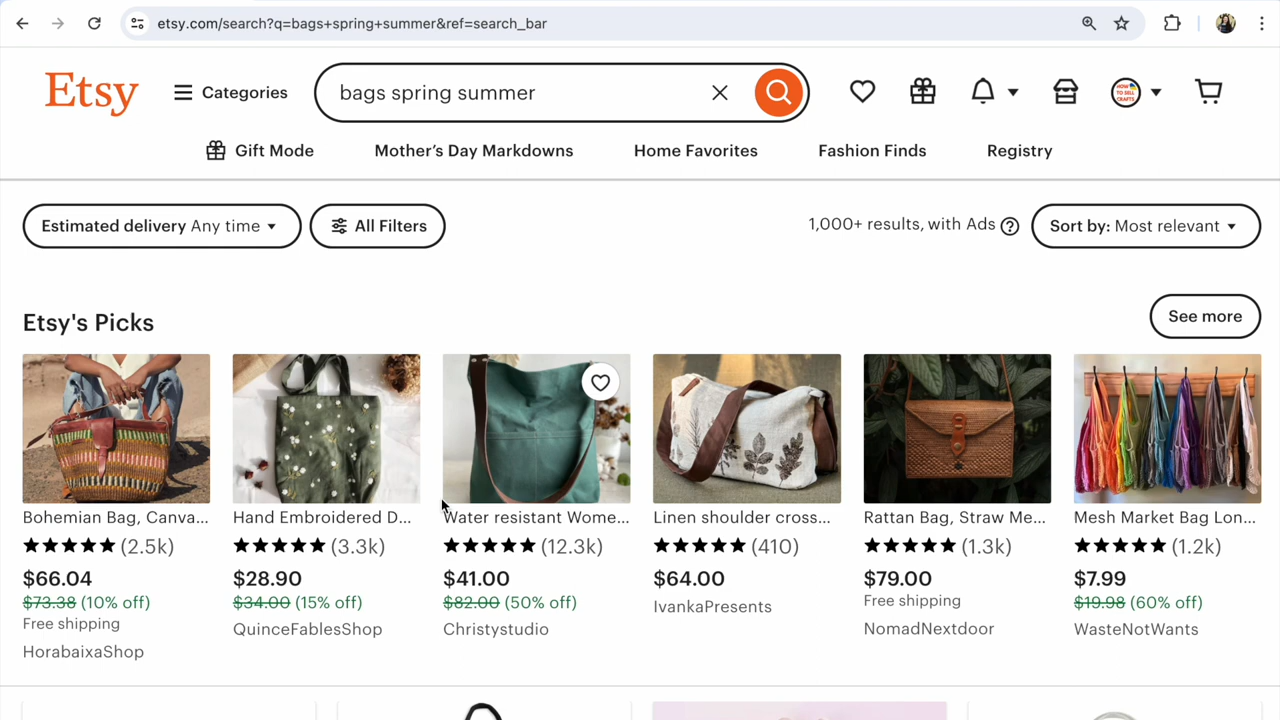 etsy.com/search?q=bags+spring+summer&ref=search_bar
Etsy
Categories
bags spring summer
HOW TO SELL CRAFTS
Gift Mode
Mother's Day Markdowns
Home Favorites
Fashion Finds
Registry
Estimated delivery Any time
All Filters
1,000+ results, with Ads
Sort by: Most relevant
Etsy's Picks
See more
Bohemian Bag, Canva...
(2.5k)
$66.04
$73.38 (10% off)
Free shipping
HorabaixaShop
Hand Embroidered D...
(3.3k)
$28.90
$34.00 (15% off)
QuinceFablesShop
Water resistant Wome...
(12.3k)
$41.00
$82.00 (50% off)
Christystudio
Linen shoulder cross...
(410)
$64.00
IvankaPresents
Rattan Bag, Straw Me...
(1.3k)
$79.00
Free shipping
NomadNextdoor
Mesh Market Bag Lon...
(1.2k)
$7.99
$19.98 (60% off)
WasteNotWants